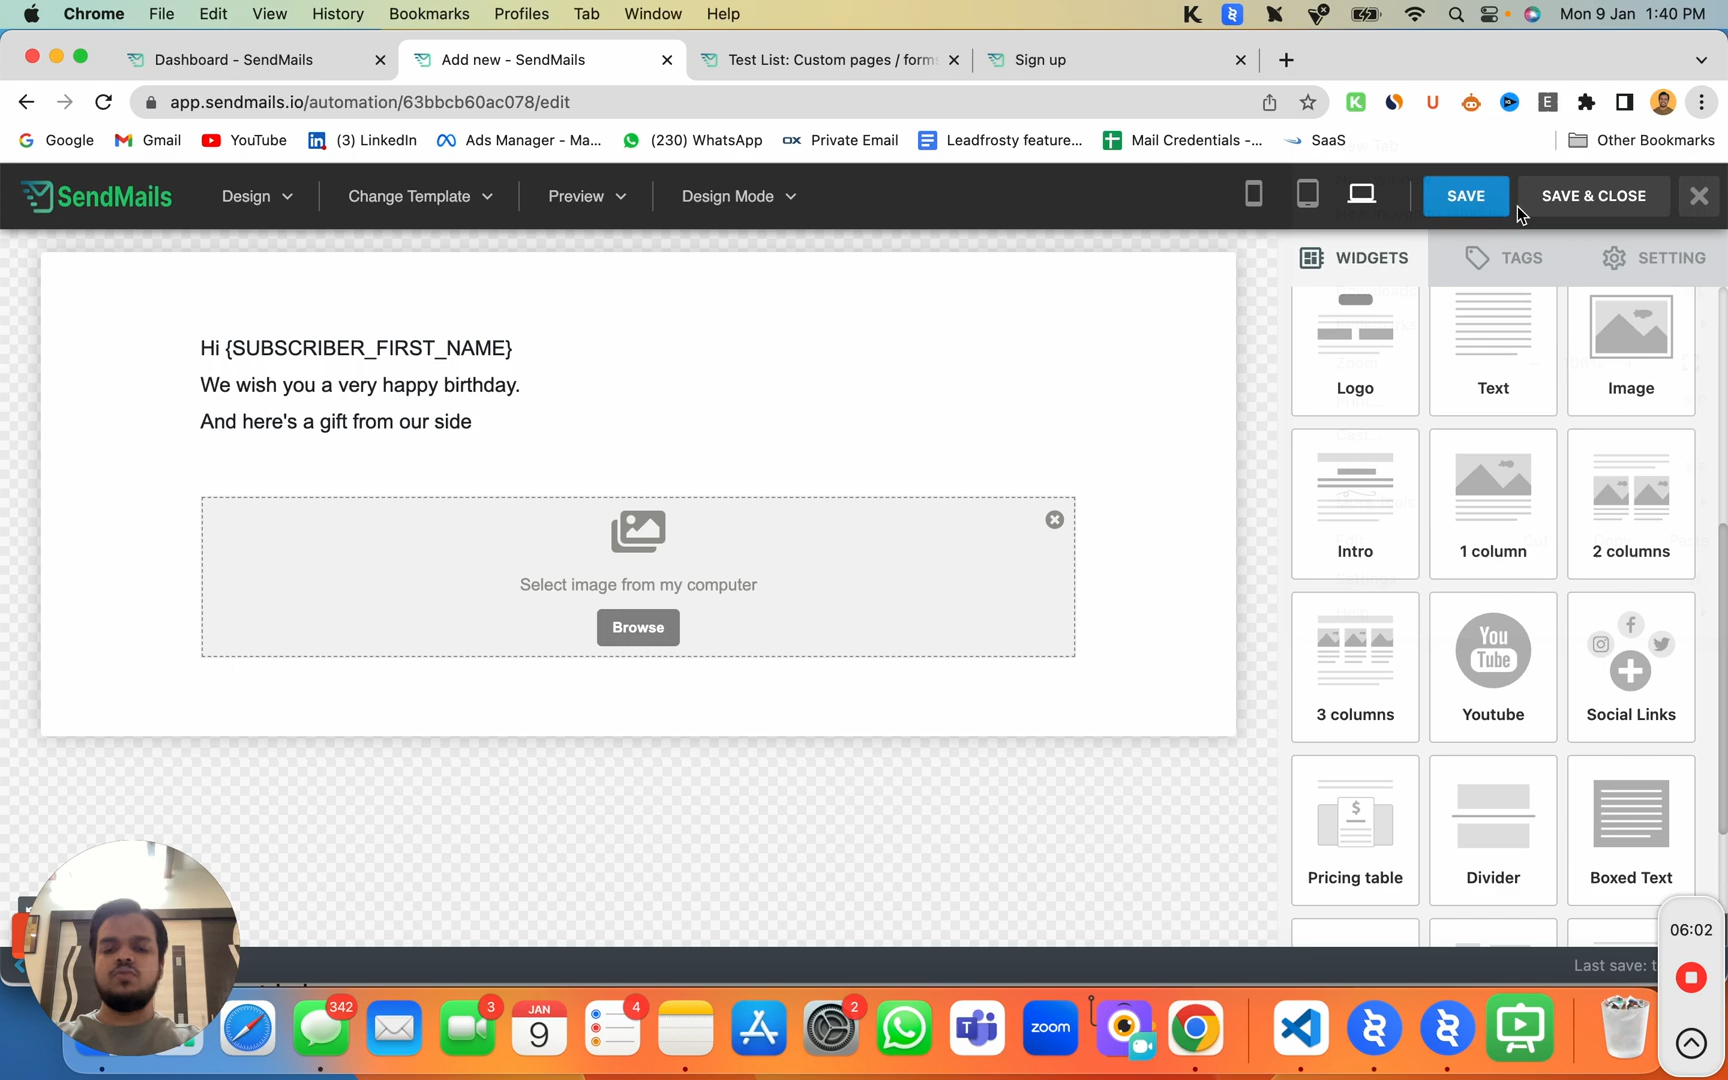 Chrome File Edit View History Bookmarks Profiles Tab Window Help Mon 9 Jan 1:40 PM
Dashboard - SendMails Add new - SendMails Test List: Custom pages / form Sign up
app.sendmails.io/automation/63bbcb60ac078/edit
Google Gmail YouTube (3) LinkedIn Ads Manager - Ma... (230) WhatsApp Private Email Leadfrosty feature... Mail Credentials -... SaaS Other Bookmarks
SendMails Design Change Template Preview Design Mode SAVE SAVE & CLOSE
WIDGETS TAGS SETTING
Hi {SUBSCRIBER_FIRST_NAME}
We wish you a very happy birthday.
And here's a gift from our side
Select image from my computer
Browse
Logo Text Image
Intro 1 column 2 columns
You
Tube
3 columns Youtube Social Links
Pricing table Divider Boxed Text
06:02
Last save:
342 3 JAN 9 4 2 zoom